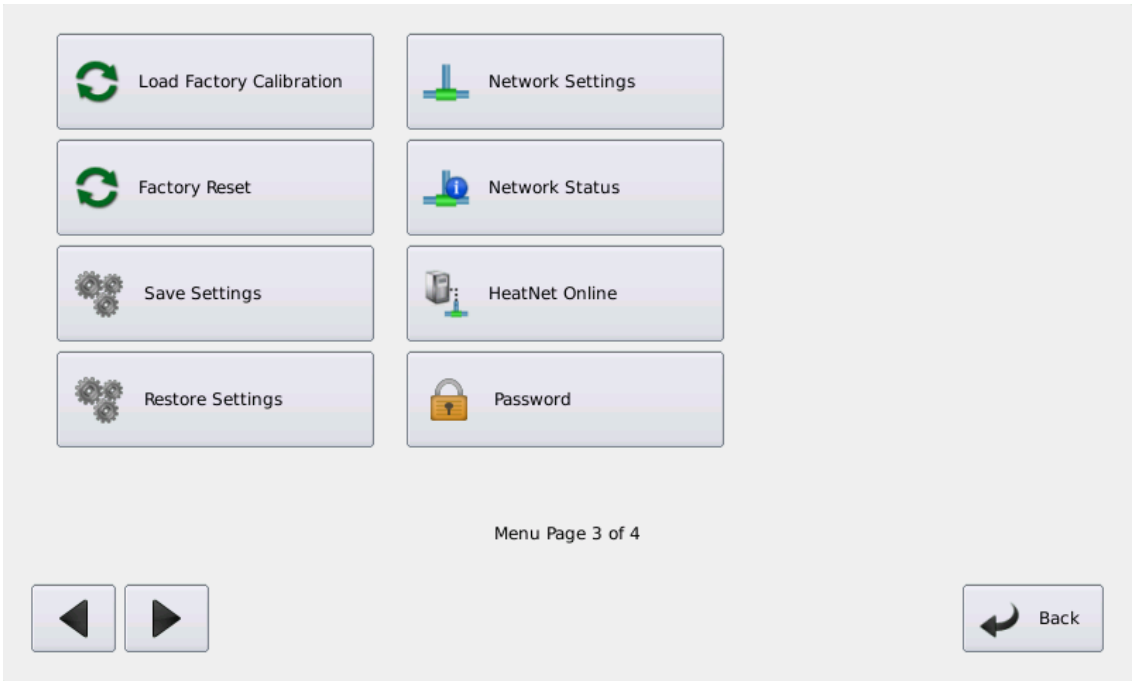 Load Factory Calibration
Network Settings
Factory Reset
Network Status
Save Settings
HeatNet Online
Restore Settings
Password
Menu Page 3 of 4
Back